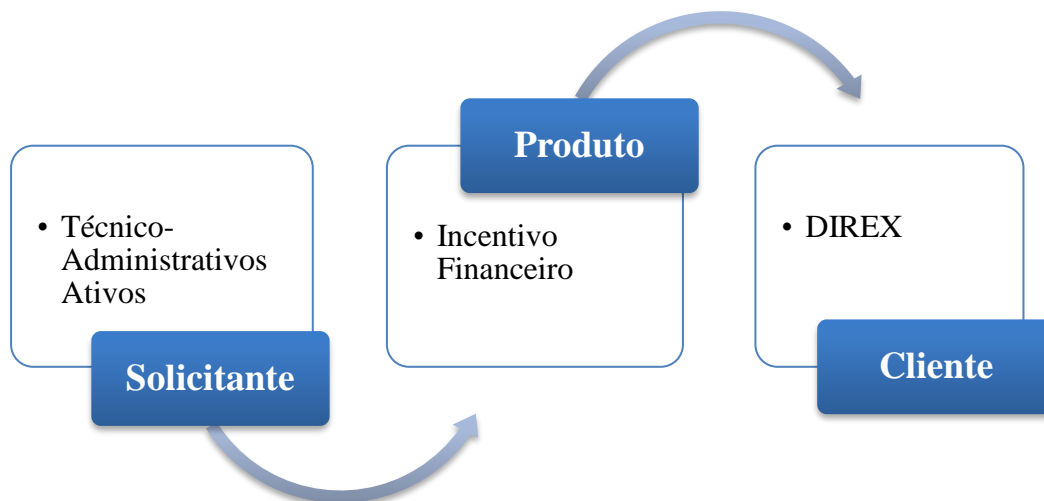 • Técnico-
Administrativos
Ativos
Solicitante
Produto
• Incentivo
Financeiro
• DIREX
Cliente